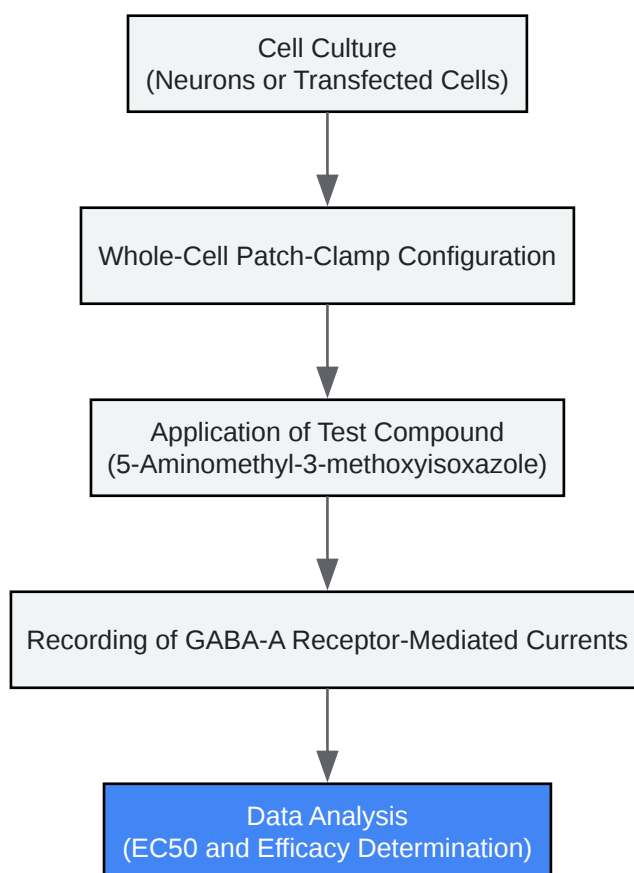 Cell Culture
(Neurons or Transfected Cells)
Whole-Cell Patch-Clamp Configuration
Application of Test Compound
(5-Aminomethyl-3-methoxyisoxazole)
Recording of GABA-A Receptor-Mediated Currents
Data Analysis
(EC50 and Efficacy Determination)